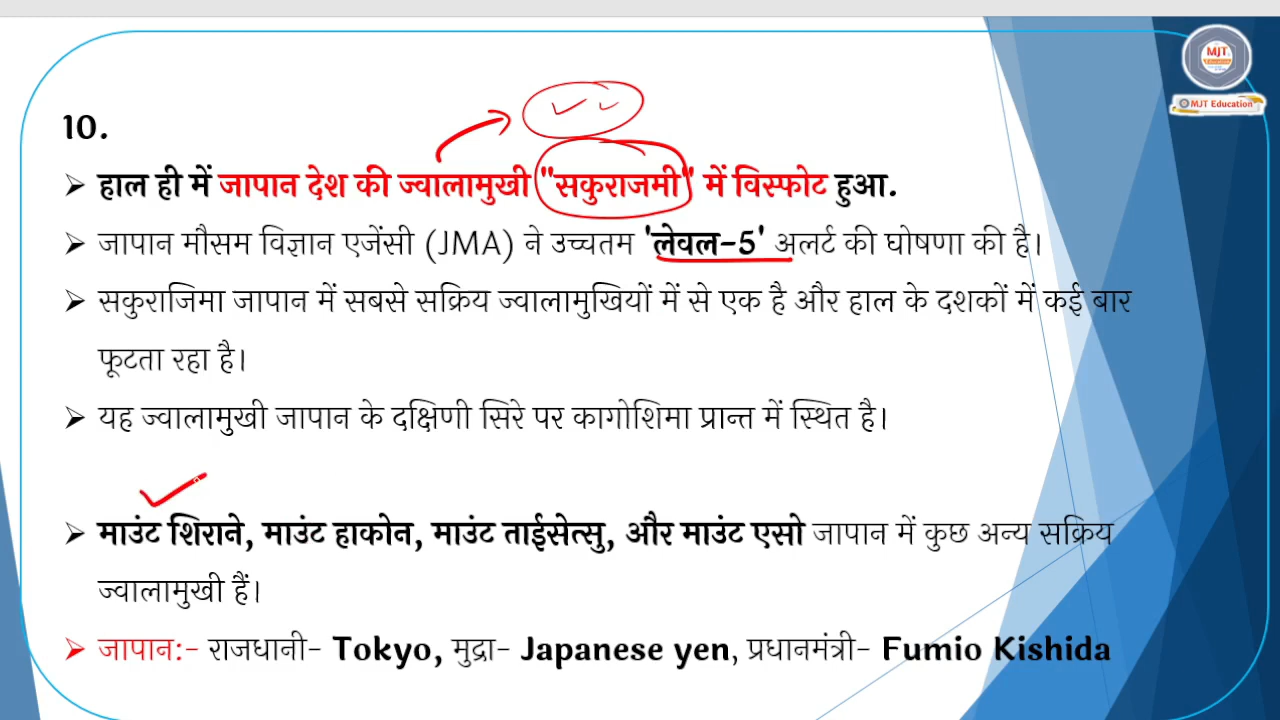 MJT
Education
MJT Education
10.
➢ हाल ही में जापान देश की ज्वालामुखी "सकुराजमी" में विस्फोट हुआ.
➢ जापान मौसम विज्ञान एजेंसी (JMA) ने उच्चतम 'लेवल-5' अलर्ट की घोषणा की है।
➢ सकुराजिमा जापान में सबसे सक्रिय ज्वालामुखियों में से एक है और हाल के दशकों में कई बार
फूटता रहा है।
➢ यह ज्वालामुखी जापान के दक्षिणी सिरे पर कागोशिमा प्रान्त में स्थित है।
➢ माउंट शिराने, माउंट हाकोन, माउंट ताईसेत्सु, और माउंट एसो जापान में कुछ अन्य सक्रिय
ज्वालामुखी हैं।
➢ जापान:- राजधानी- Tokyo, मुद्रा- Japanese yen, प्रधानमंत्री- Fumio Kishida